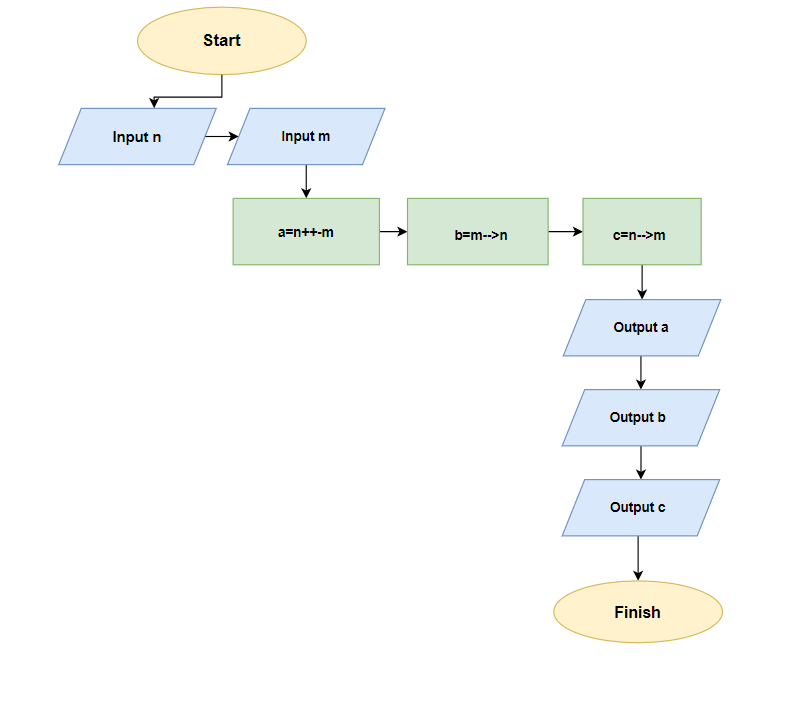 Start
Input n
Input m
a=n++-m
b=m-->n
c=n-->m
Output a
Output b
Output c
Finish